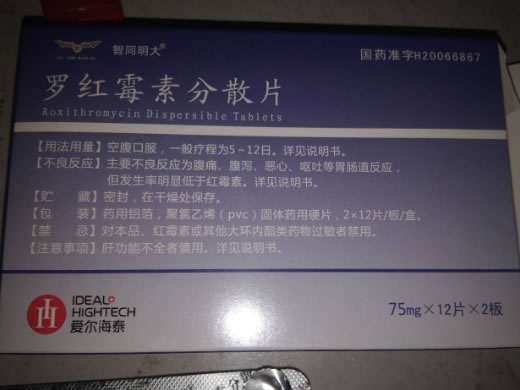 智同明大®
国药准字H20066867
罗红霉素分散片
Roxithromycin Dispersible Tablets
【用法用量】空腹口服，一般疗程为5～12日。详见说明书。
【不良反应】主要不良反应为腹痛、腹泻、恶心、呕吐等胃肠道反应，
但发生率明显低于红霉素。详见说明书。
【贮 藏】密封，在干燥处保存。
【包 装】药用铝箔，聚氯乙烯（pvc）固体药用硬片，2×12片/板/盒。
【禁 忌】对本品、红霉素或其他大环内酯类药物过敏者禁用。
【注意事项】肝功能不全者慎用。详见说明书。
IDEAL
HIGHTECH
爱尔海泰
75mg×12片×2板